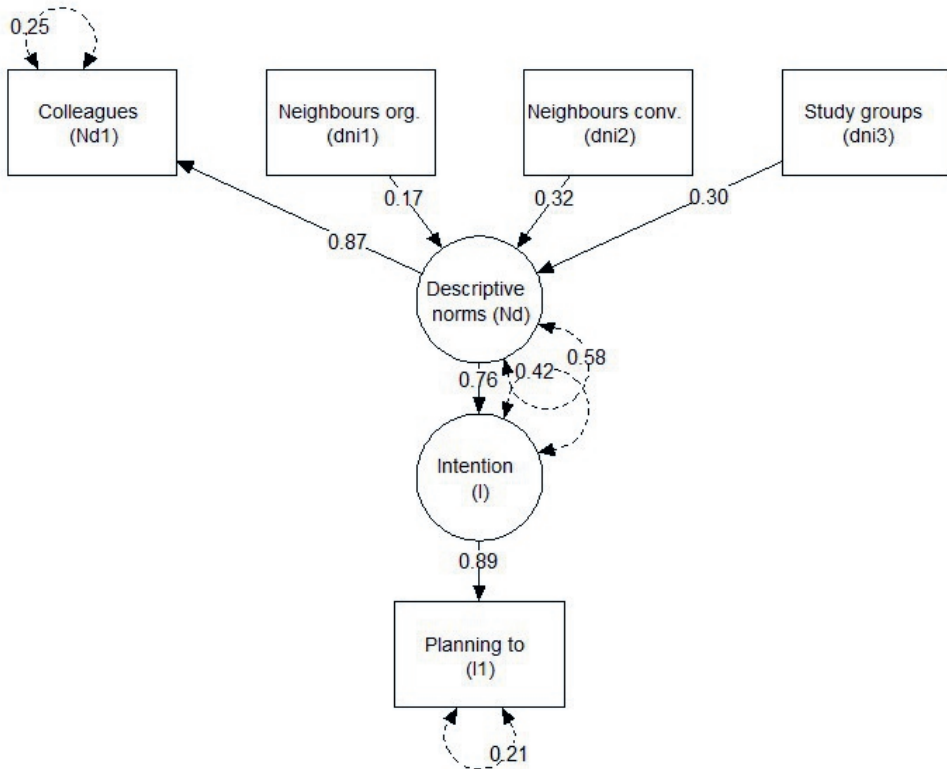 0.25
Colleagues
(Nd1)
Neighbours org.
(dni1)
Neighbours conv.
(dni2)
Study groups
(dni3)
0.17
0.32
0.30
0.87
Descriptive
norms (Nd)
0.58
0.42
0.76
Intention
(I)
0.89
Planning to
(I1)
0.21